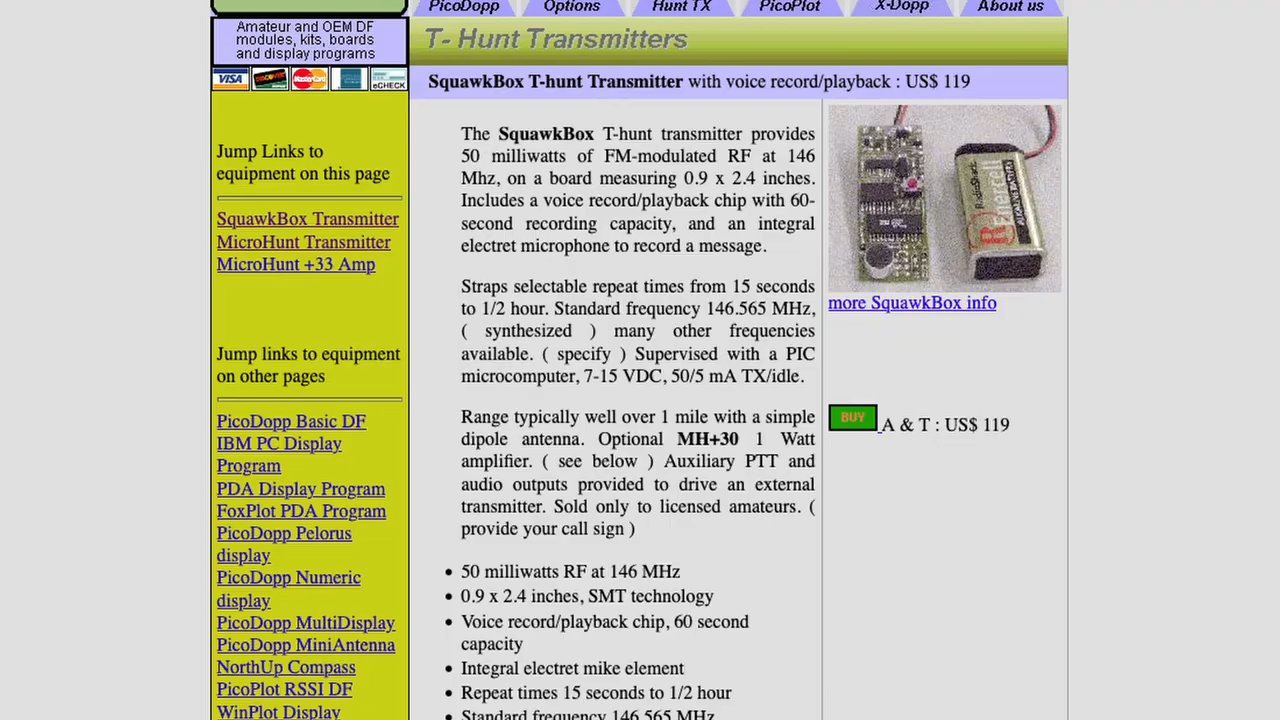 PicoDopp Options Hunt TX PicoPlot X-Dopp About us
Amateur and OEM DF
modules, kits, boards
and display programs
T- Hunt Transmitters
VISA DISCOVER MasterCard eCHECK
SquawkBox T-hunt Transmitter with voice record/playback : US$ 119
Jump Links to
equipment on this page
SquawkBox Transmitter
MicroHunt Transmitter
MicroHunt +33 Amp
Jump links to equipment
on other pages
PicoDopp Basic DF
IBM PC Display
Program
PDA Display Program
FoxPlot PDA Program
PicoDopp Pelorus
display
PicoDopp Numeric
display
PicoDopp MultiDisplay
PicoDopp MiniAntenna
NorthUp Compass
PicoPlot RSSI DF
WinPlot Display
The SquawkBox T-hunt transmitter provides
50 milliwatts of FM-modulated RF at 146
Mhz, on a board measuring 0.9 x 2.4 inches.
Includes a voice record/playback chip with 60-
second recording capacity, and an integral
electret microphone to record a message.
Straps selectable repeat times from 15 seconds
to 1/2 hour. Standard frequency 146.565 MHz,
( synthesized ) many other frequencies
available. ( specify ) Supervised with a PIC
microcomputer, 7-15 VDC, 50/5 mA TX/idle.
Range typically well over 1 mile with a simple
dipole antenna. Optional MH+30 1 Watt
amplifier. ( see below ) Auxiliary PTT and
audio outputs provided to drive an external
transmitter. Sold only to licensed amateurs. (
provide your call sign )
• 50 milliwatts RF at 146 MHz
• 0.9 x 2.4 inches, SMT technology
• Voice record/playback chip, 60 second
capacity
• Integral electret mike element
• Repeat times 15 seconds to 1/2 hour
• Standard frequency 146.565 MHz
RadioShack
Enercell
ALKALINE BATTERY
more SquawkBox info
BUY A & T : US$ 119